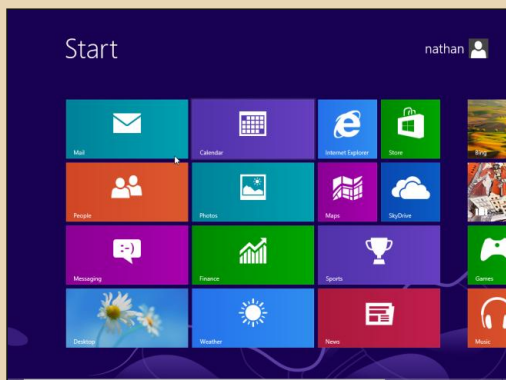 Start
nathan
Mail
Calendar
Internet Explorer
Store
Bing
People
Photos
Maps
SkyDrive
Messaging
Finance
Sports
Games
Desktop
Weather
News
Music